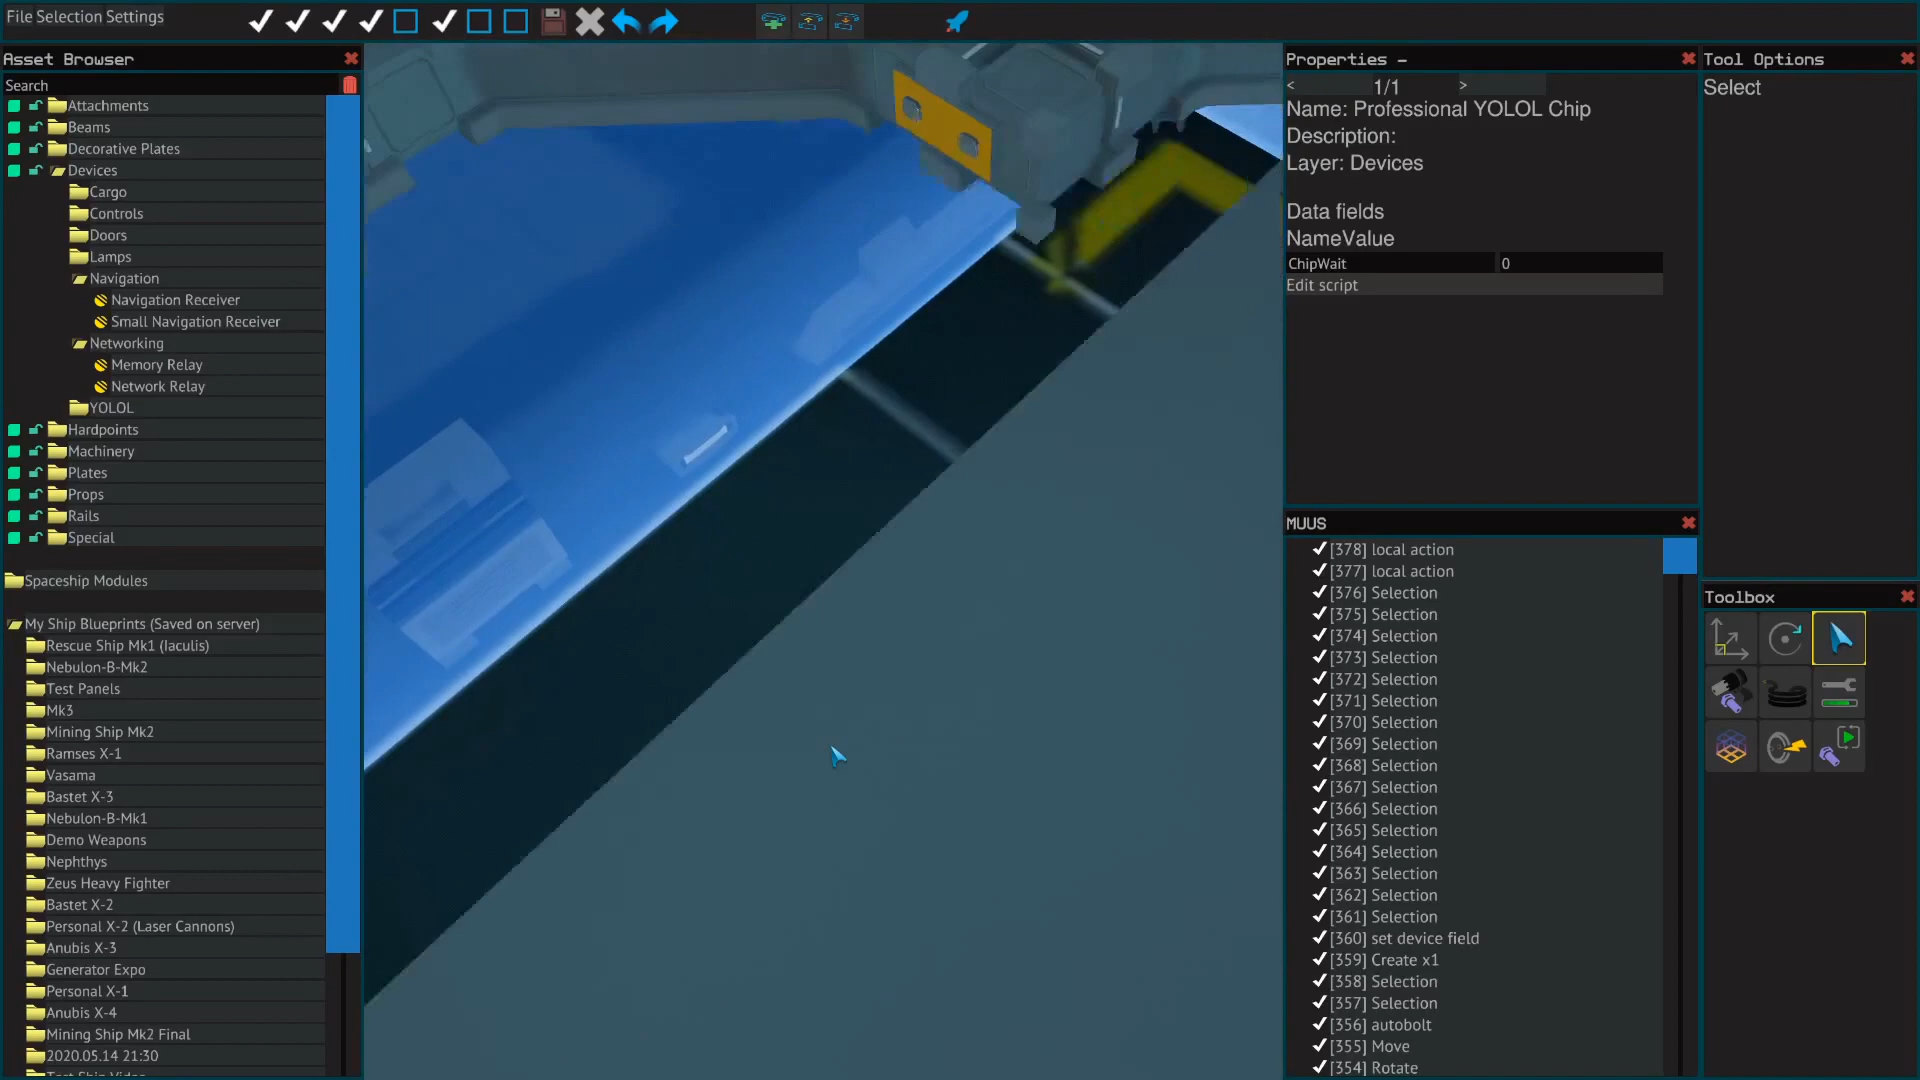 File Selection Settings
Asset Browser
Search
Attachments
Beams
Decorative Plates
Devices
Cargo
Controls
Doors
Lamps
Navigation
Navigation Receiver
Small Navigation Receiver
Networking
Memory Relay
Network Relay
YOLOL
Hardpoints
Machinery
Plates
Props
Rails
Special
Spaceship Modules
My Ship Blueprints (Saved on server)
Rescue Ship Mk1 (Iaculis)
Nebulon-B-Mk2
Test Panels
Mk3
Mining Ship Mk2
Ramses X-1
Vasama
Bastet X-3
Nebulon-B-Mk1
Demo Weapons
Nephthys
Zeus Heavy Fighter
Bastet X-2
Personal X-2 (Laser Cannons)
Anubis X-3
Generator Expo
Personal X-1
Anubis X-4
Mining Ship Mk2 Final
2020.05.14 21:30
Properties -
< 1/1 >
Name: Professional YOLOL Chip
Description:
Layer: Devices
Data fields
NameValue
ChipWait 0
Edit script
MUUS
[378] local action
[377] local action
[376] Selection
[375] Selection
[374] Selection
[373] Selection
[372] Selection
[371] Selection
[370] Selection
[369] Selection
[368] Selection
[367] Selection
[366] Selection
[365] Selection
[364] Selection
[363] Selection
[362] Selection
[361] Selection
[360] set device field
[359] Create x1
[358] Selection
[357] Selection
[356] autobolt
[355] Move
[354] Rotate
Tool Options
Select
Toolbox